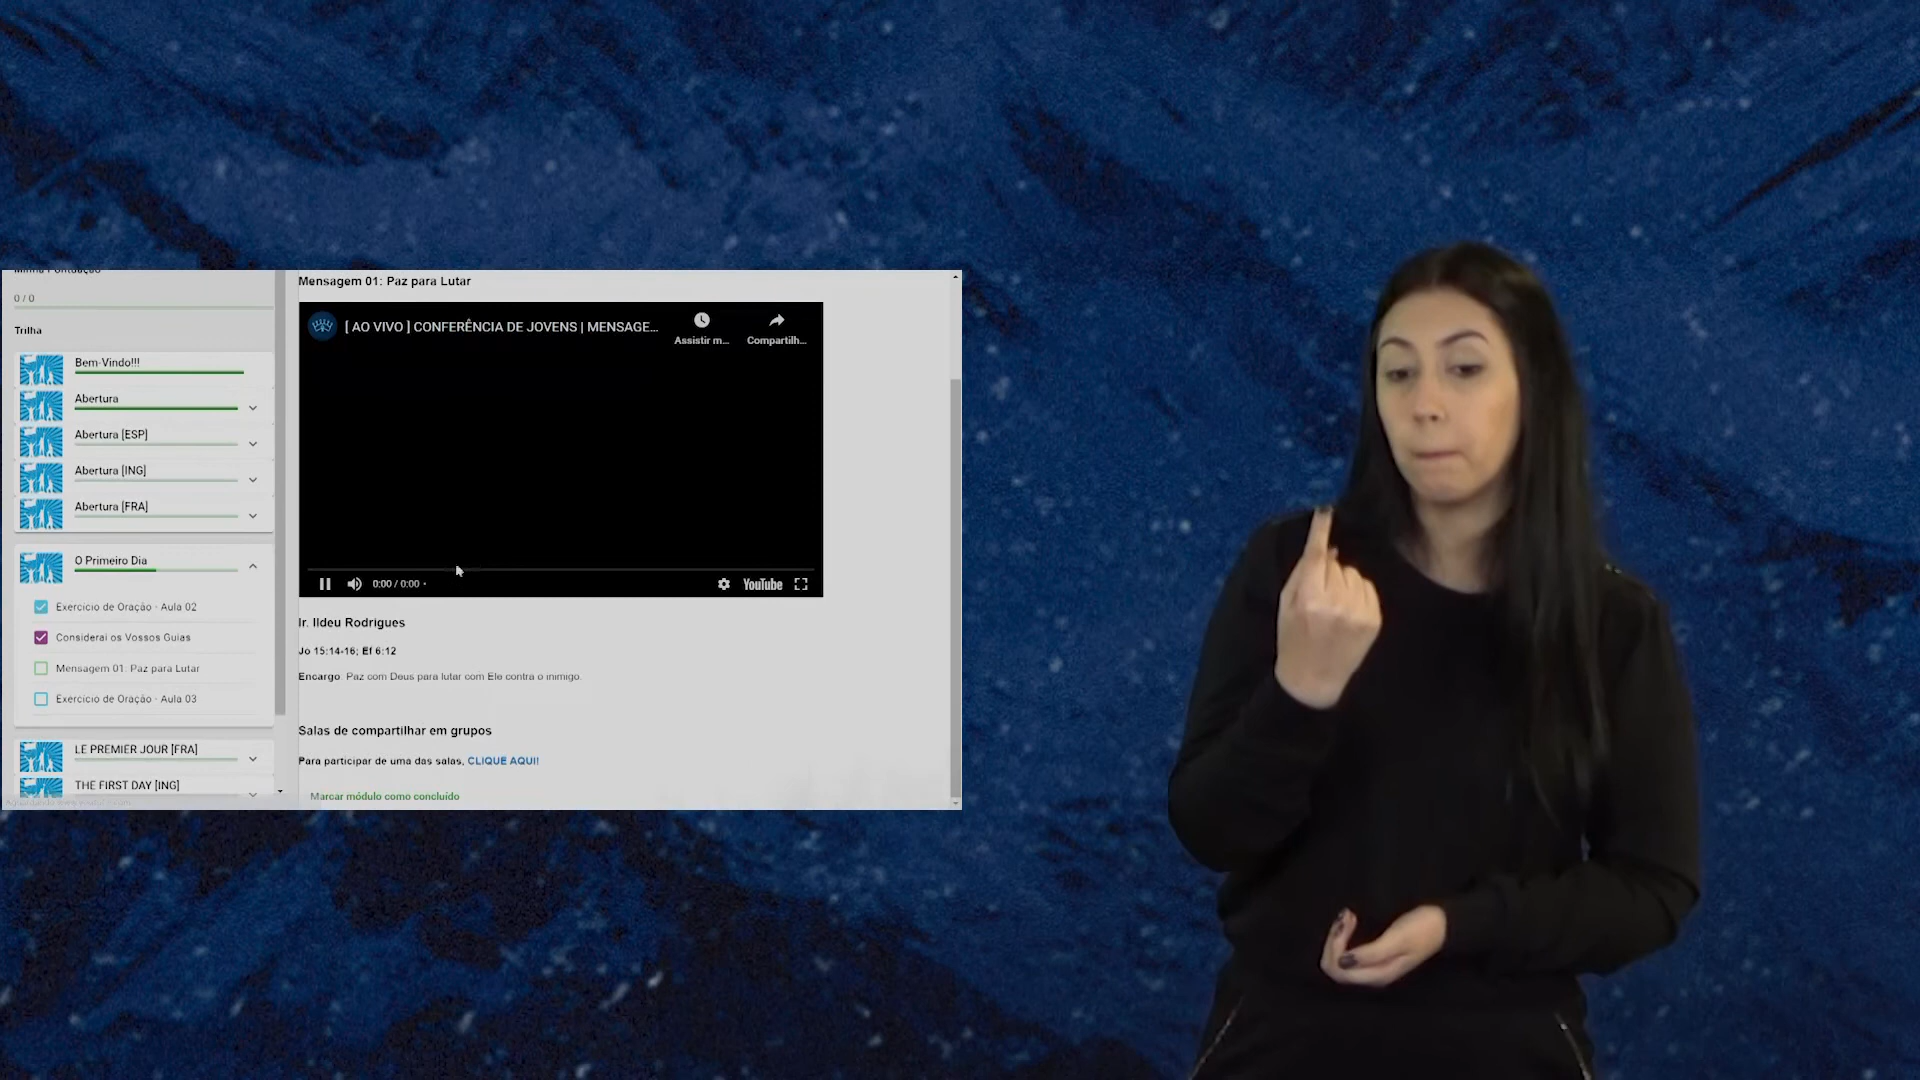 Minha Pontuação
0 / 0
Trilha
Bem-Vindo!!!
Abertura
Abertura [ESP]
Abertura [ING]
Abertura [FRA]
O Primeiro Dia
Exercício de Oração - Aula 02
Considerai os Vossos Guias
Mensagem 01: Paz para Lutar
Exercício de Oração - Aula 03
LE PREMIER JOUR [FRA]
THE FIRST DAY [ING]
Mensagem 01: Paz para Lutar
[ AO VIVO ] CONFERÊNCIA DE JOVENS | MENSAGE...
Assistir m...
Compartilh...
0:00 / 0:00
YouTube
Ir. Ildeu Rodrigues
Jo 15:14-16; Ef 6:12
Encargo: Paz com Deus para lutar com Ele contra o inimigo.
Salas de compartilhar em grupos
Para participar de uma das salas, CLIQUE AQUI!
Marcar módulo como concluído